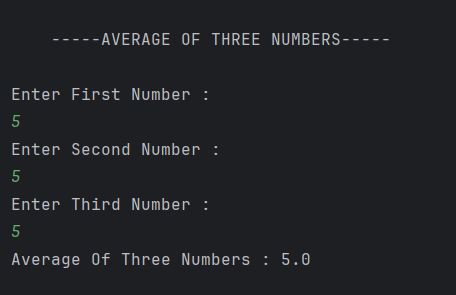 -----AVERAGE OF THREE NUMBERS-----
Enter First Number :
5
Enter Second Number :
5
Enter Third Number :
5
Average Of Three Numbers : 5.0